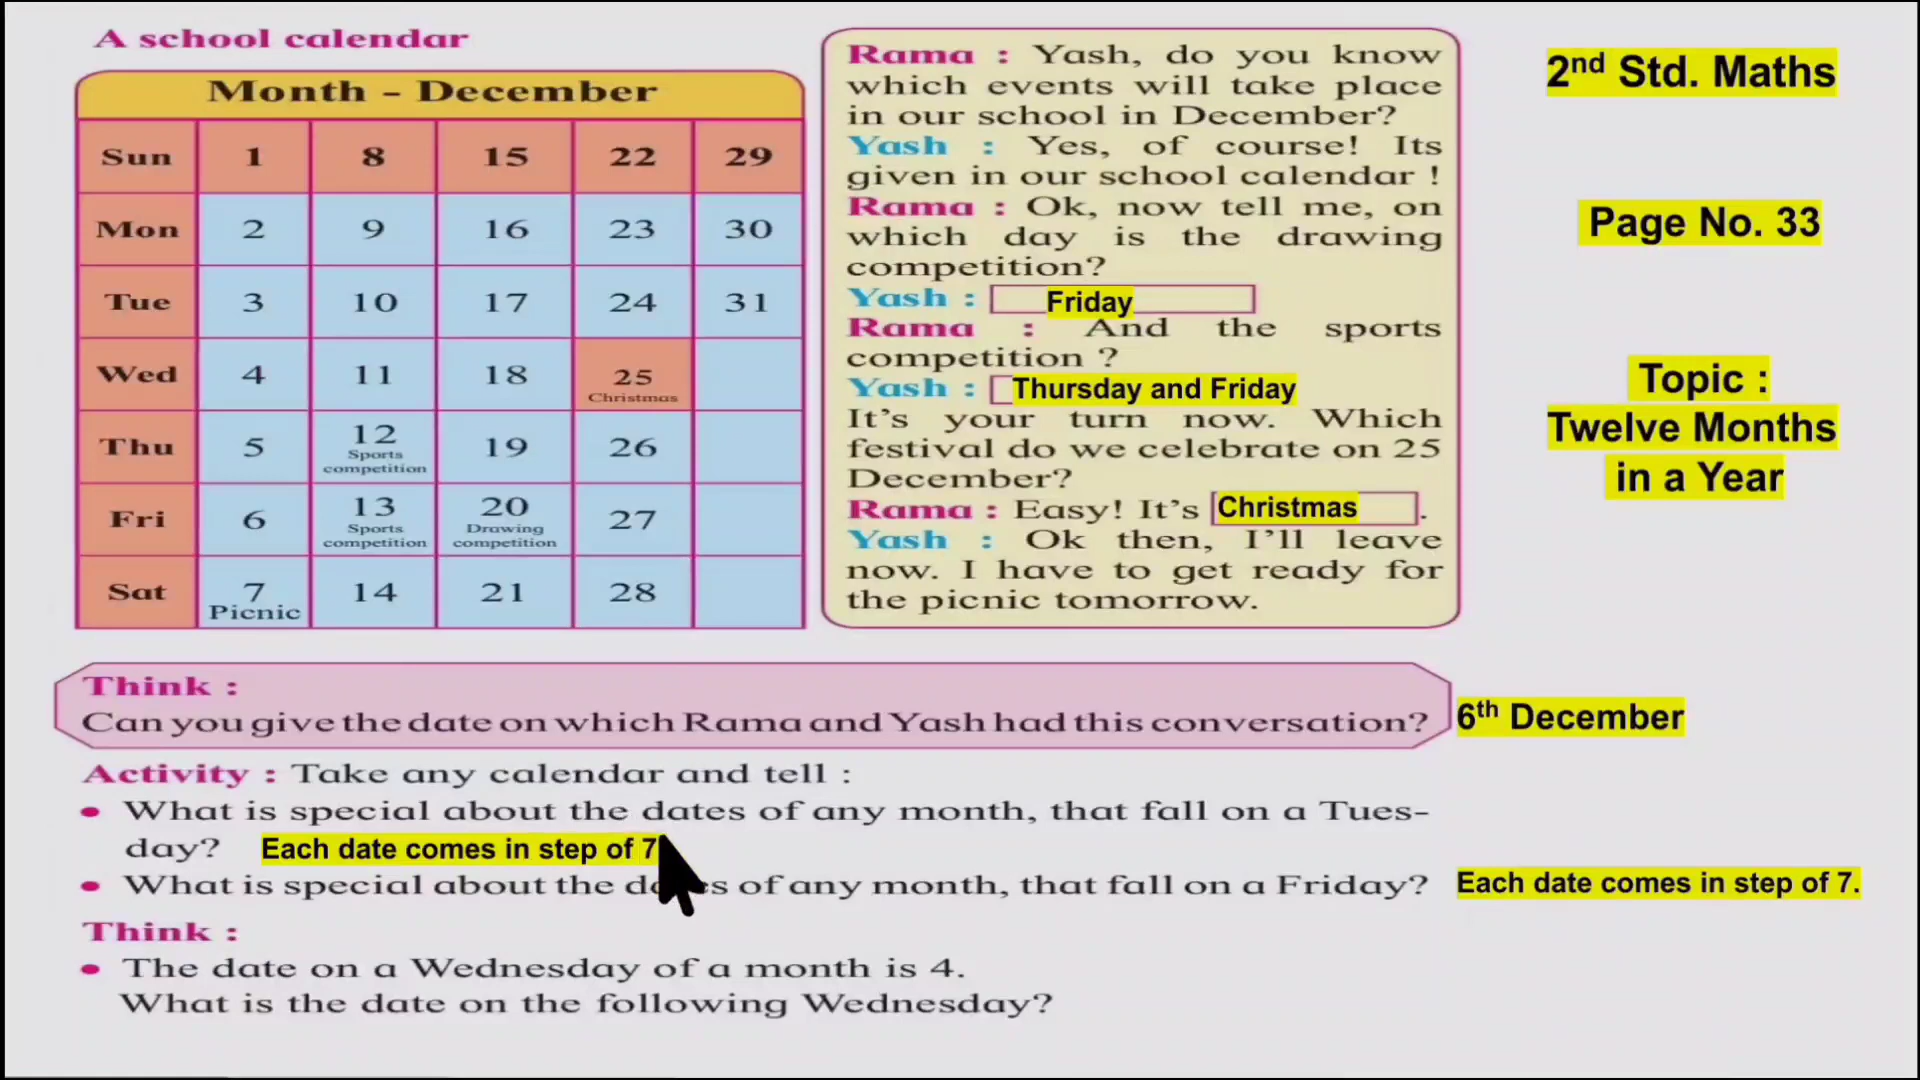 A school calendar
Month - December
Sun 1 8 15 22 29
Mon 2 9 16 23 30
Tue 3 10 17 24 31
Wed 4 11 18 25
Christmas
Thu 5 12 19 26
Sports
competition
Fri 6 13 20 27
Sports Drawing
competition competition
Sat 7 14 21 28
Picnic
Rama : Yash, do you know
which events will take place
in our school in December?
Yash : Yes, of course! Its
given in our school calendar !
Rama : Ok, now tell me, on
which day is the drawing
competition?
Yash : Friday
Rama : And the sports
competition ?
Yash : Thursday and Friday
It's your turn now. Which
festival do we celebrate on 25
December?
Rama : Easy! It's Christmas .
Yash : Ok then, I'll leave
now. I have to get ready for
the picnic tomorrow.
2nd Std. Maths
Page No. 33
Topic :
Twelve Months
in a Year
Think :
Can you give the date on which Rama and Yash had this conversation? 6th December
Activity : Take any calendar and tell :
• What is special about the dates of any month, that fall on a Tues-
day? Each date comes in step of 7
• What is special about the dates of any month, that fall on a Friday? Each date comes in step of 7.
Think :
• The date on a Wednesday of a month is 4.
What is the date on the following Wednesday?